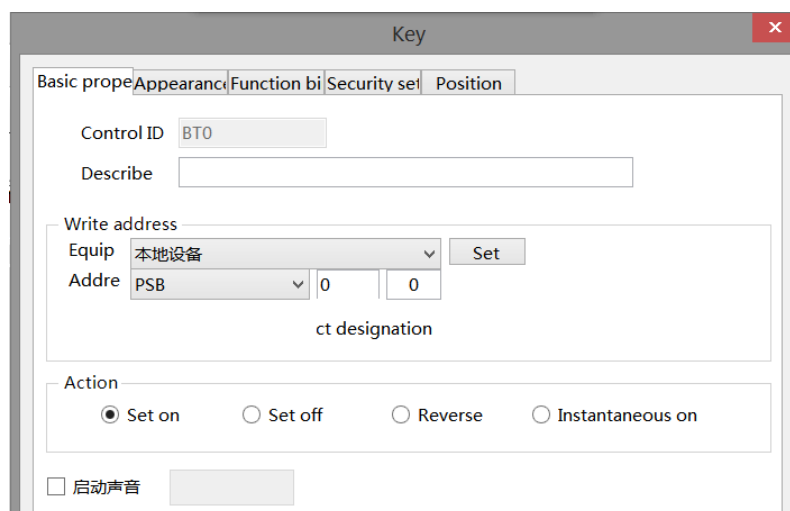 Key
Basic prope Appearance Function bi Security set Position
Control ID BT0
Describe
Write address
Equip 本地设备 Set
Addre PSB 0 0
ct designation
Action
Set on Set off Reverse Instantaneous on
启动声音